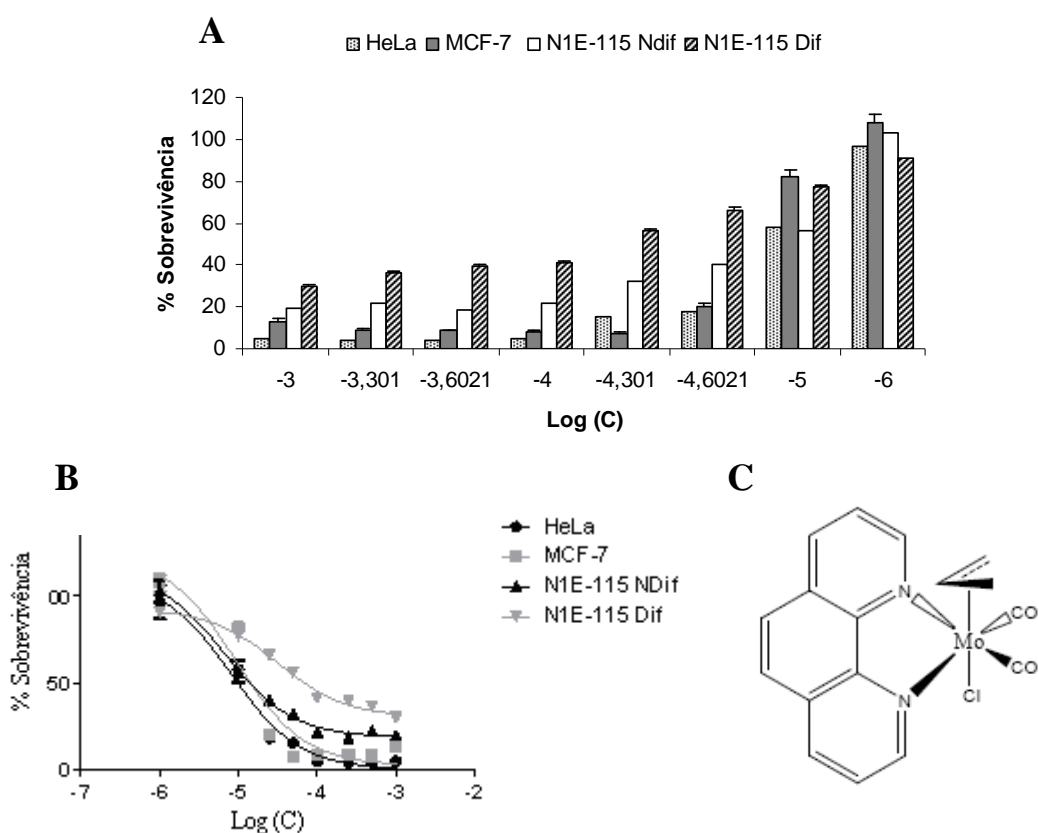 A
HeLa MCF-7 N1E-115 Ndif N1E-115 Dif
120
100
80
60
40
20
0
% Sobrevivência
-3 -3,301 -3,6021 -4 -4,301 -4,6021 -5 -6
Log (C)
B
HeLa
MCF-7
N1E-115 NDif
N1E-115 Dif
00
50
0
% Sobrevivência
-7 -6 -5 -4 -3 -2
Log (C)
C
N
N
Mo
CO
CO
Cl